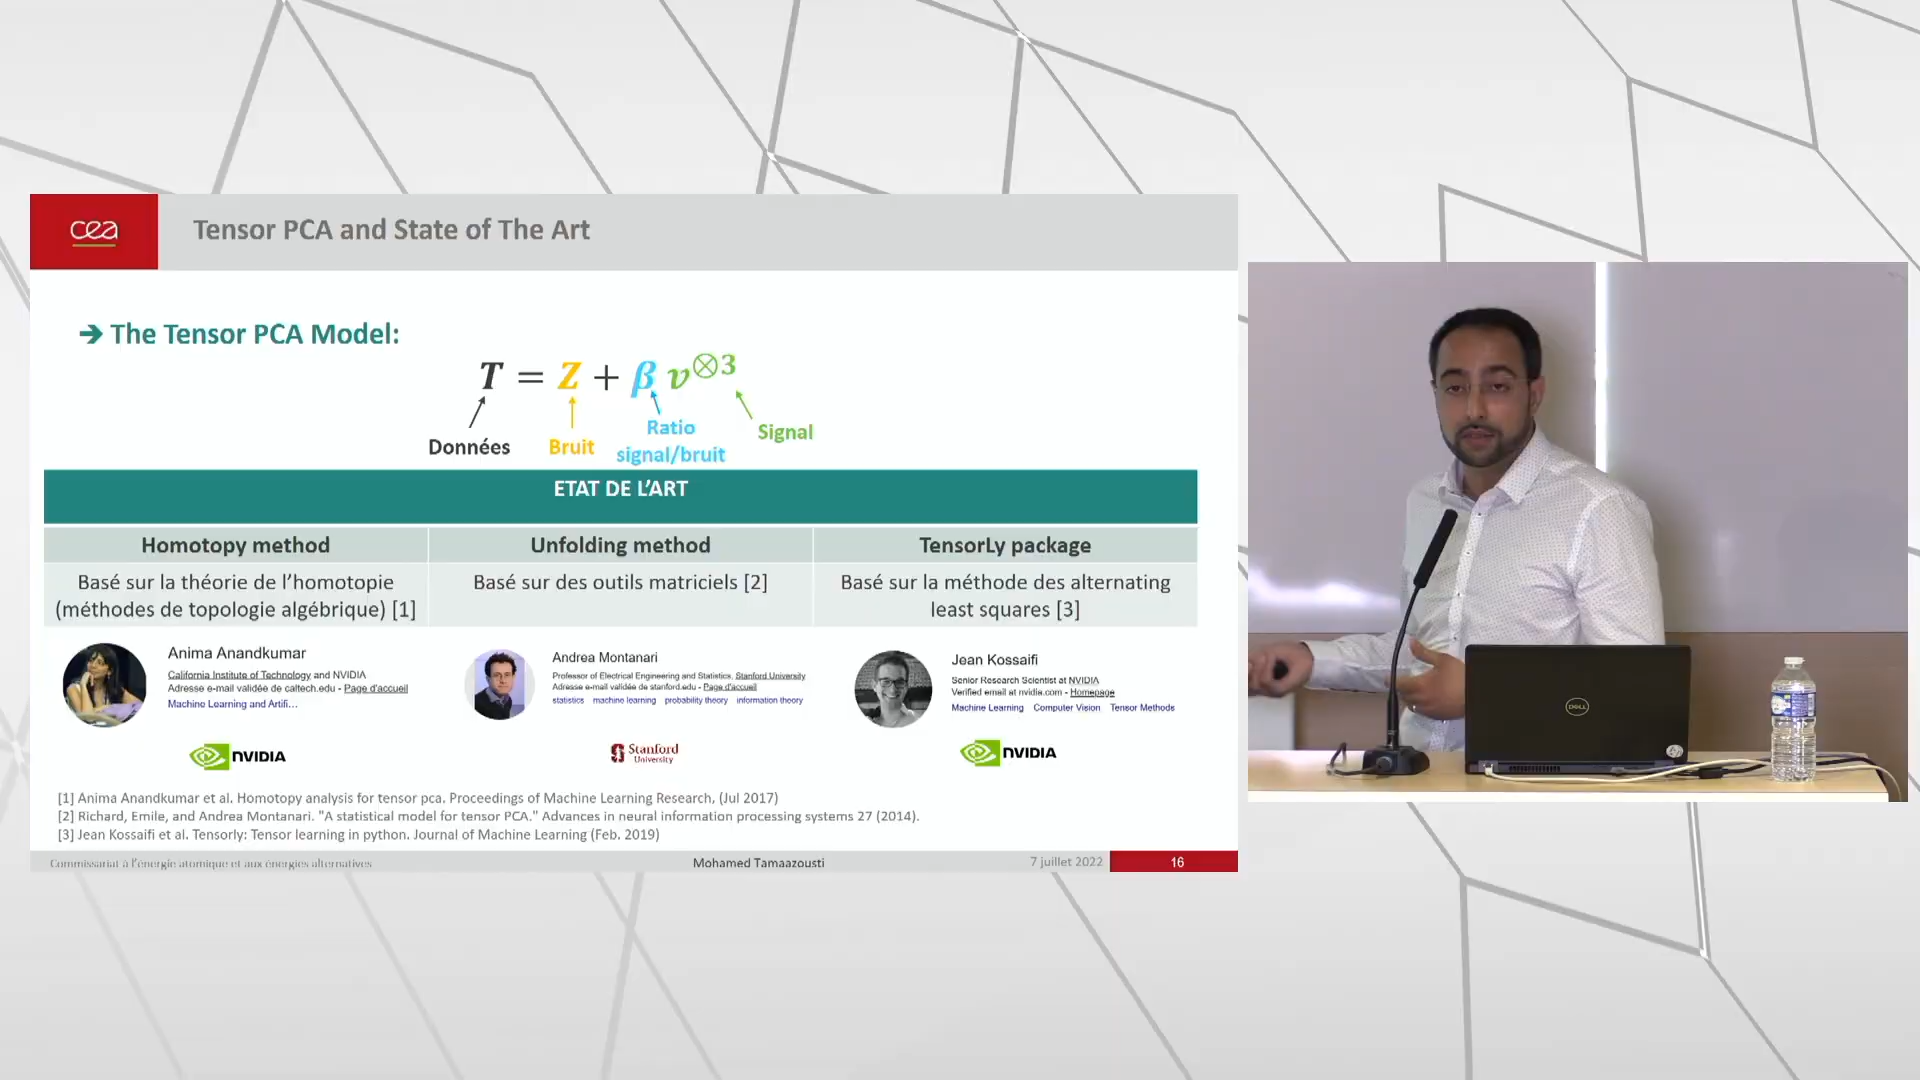 cea
Tensor PCA and State of The Art
➔ The Tensor PCA Model:
T = Z + β v⊗3
Données
Bruit
Ratio
signal/bruit
Signal
ETAT DE L’ART
Homotopy method
Unfolding method
TensorLy package
Basé sur la théorie de l’homotopie
(méthodes de topologie algébrique) [1]
Basé sur des outils matriciels [2]
Basé sur la méthode des alternating
least squares [3]
Anima Anandkumar
California Institute of Technology and NVIDIA
Adresse e-mail validée de caltech.edu - Page d'accueil
Machine Learning and Artifi...
NVIDIA
Andrea Montanari
Professor of Electrical Engineering and Statistics, Stanford University
Adresse e-mail validée de stanford.edu - Page d'accueil
statistics machine learning probability theory information theory
Stanford
University
Jean Kossaifi
Senior Research Scientist at NVIDIA
Verified email at nvidia.com - Homepage
Machine Learning Computer Vision Tensor Methods
NVIDIA
[1] Anima Anandkumar et al. Homotopy analysis for tensor pca. Proceedings of Machine Learning Research, (Jul 2017)
[2] Richard, Emile, and Andrea Montanari. "A statistical model for tensor PCA." Advances in neural information processing systems 27 (2014).
[3] Jean Kossaifi et al. Tensorly: Tensor learning in python. Journal of Machine Learning (Feb. 2019)
Commissariat à l’énergie atomique et aux énergies alternatives
Mohamed Tamaazousti
7 juillet 2022
16
DELL